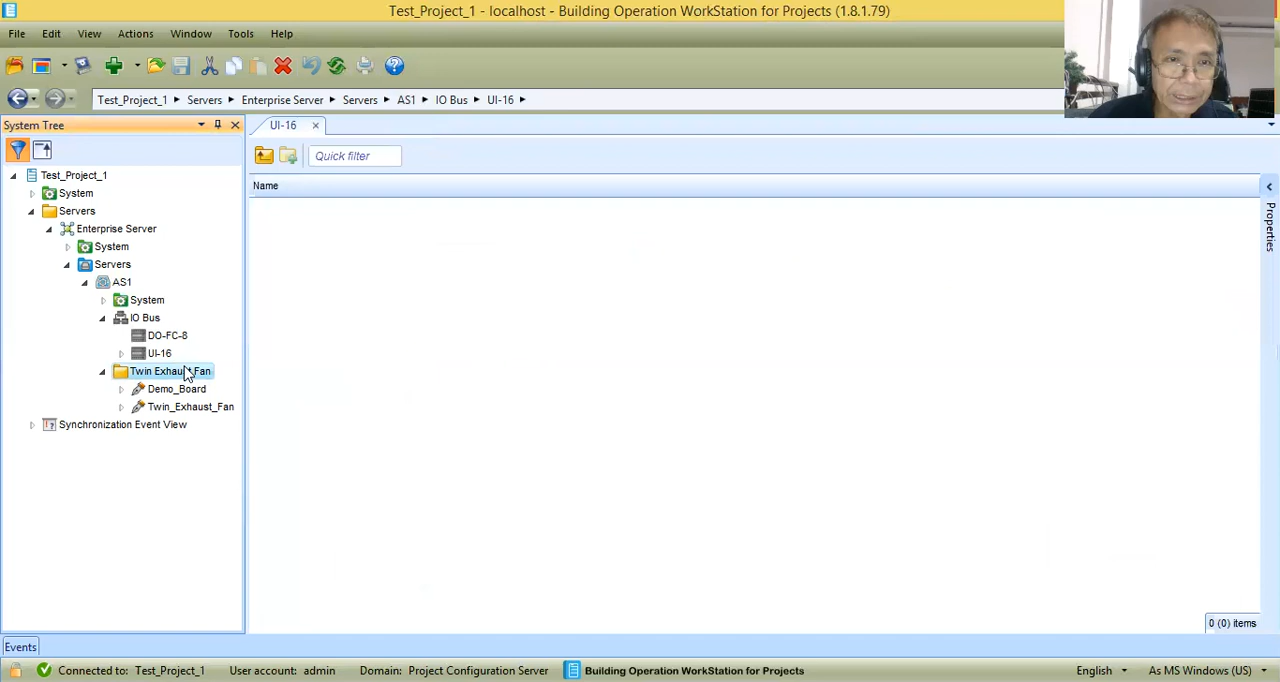 Test_Project_1 - localhost - Building Operation WorkStation for Projects (1.8.1.79)
File Edit View Actions Window Tools Help
Test_Project_1 Servers Enterprise Server Servers AS1 IO Bus UI-16
System Tree
UI-16
Quick filter
Name
Test_Project_1
System
Servers
Enterprise Server
System
Servers
AS1
System
IO Bus
DO-FC-8
UI-16
Twin Exhaust_Fan
Demo_Board
Twin_Exhaust_Fan
Synchronization Event View
Properties
0 (0) items
Events
Connected to: Test_Project_1 User account: admin Domain: Project Configuration Server Building Operation WorkStation for Projects English As MS Windows (US)